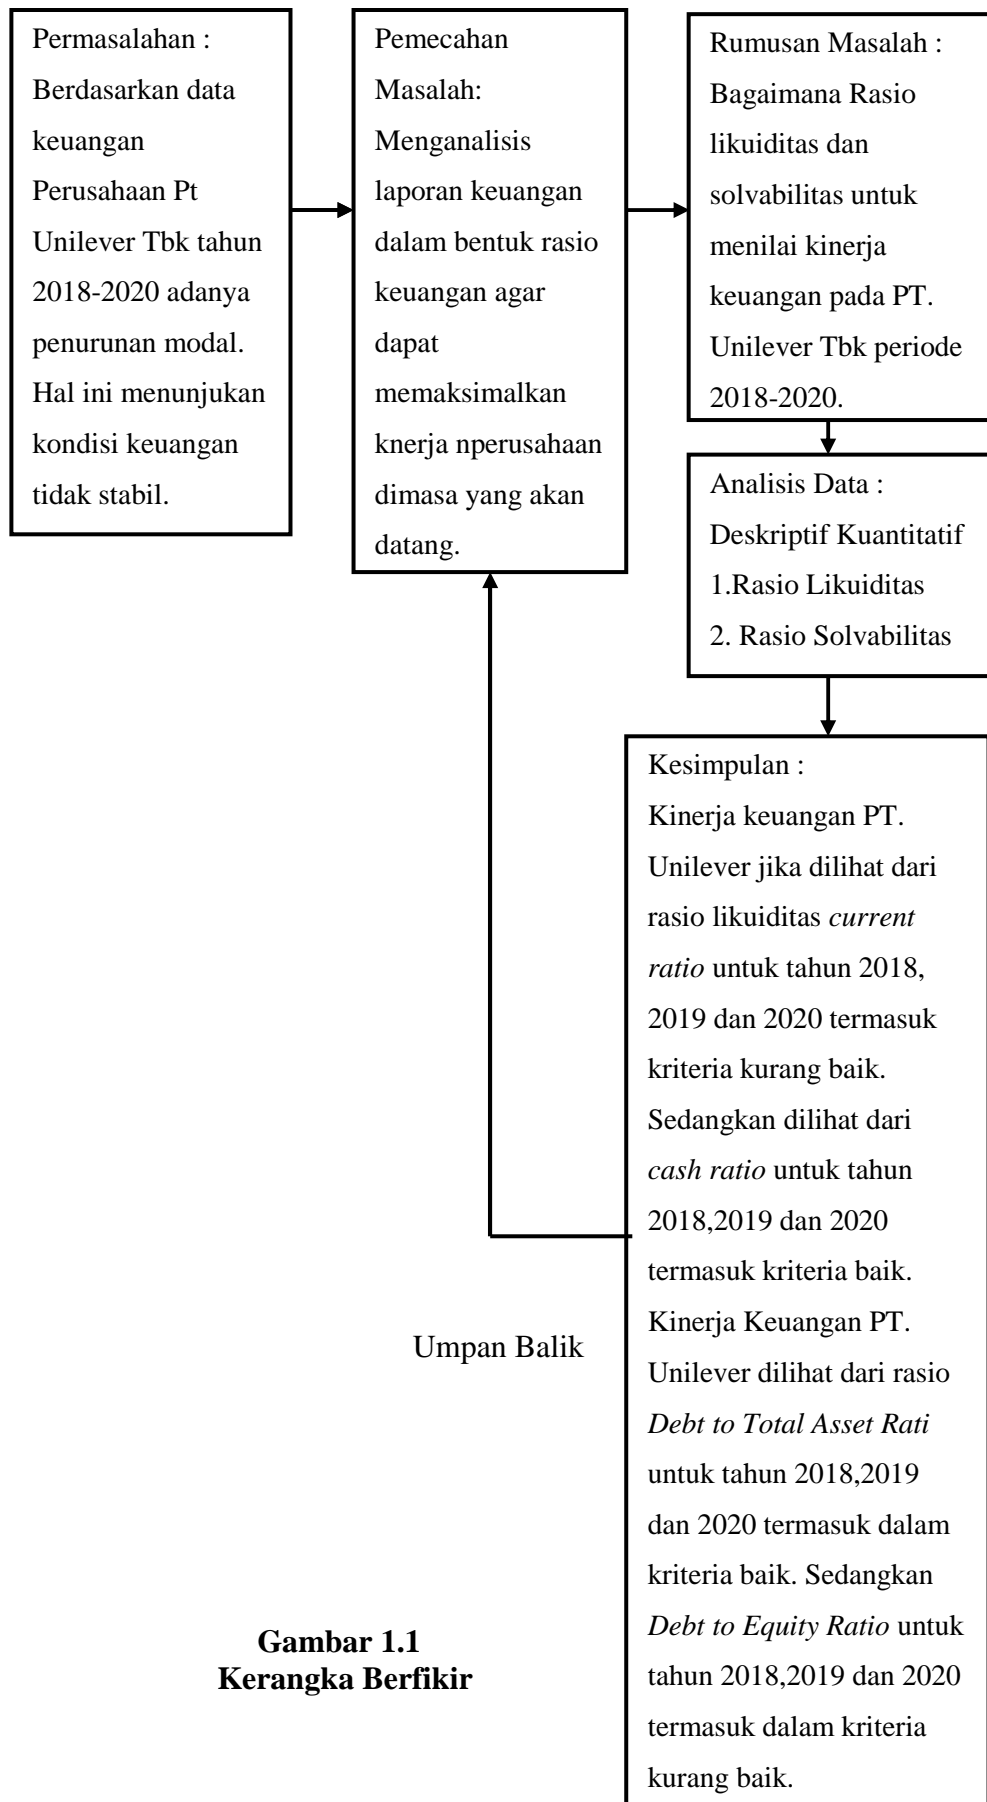 Permasalahan :
Berdasarkan data
keuangan
Perusahaan Pt
Unilever Tbk tahun
2018-2020 adanya
penurunan modal.
Hal ini menunjukan
kondisi keuangan
tidak stabil.
Pemecahan
Masalah:
Menganalisis
laporan keuangan
dalam bentuk rasio
keuangan agar
dapat
memaksimalkan
knerja nperusahaan
dimasa yang akan
datang.
Rumusan Masalah :
Bagaimana Rasio
likuiditas dan
solvabilitas untuk
menilai kinerja
keuangan pada PT.
Unilever Tbk periode
2018-2020.
Analisis Data :
Deskriptif Kuantitatif
1.Rasio Likuiditas
2. Rasio Solvabilitas
Kesimpulan :
Kinerja keuangan PT.
Unilever jika dilihat dari
rasio likuiditas current
ratio untuk tahun 2018,
2019 dan 2020 termasuk
kriteria kurang baik.
Sedangkan dilihat dari
cash ratio untuk tahun
2018,2019 dan 2020
termasuk kriteria baik.
Kinerja Keuangan PT.
Unilever dilihat dari rasio
Debt to Total Asset Rati
untuk tahun 2018,2019
dan 2020 termasuk dalam
kriteria baik. Sedangkan
Debt to Equity Ratio untuk
tahun 2018,2019 dan 2020
termasuk dalam kriteria
kurang baik.
Umpan Balik
Gambar 1.1
Kerangka Berfikir